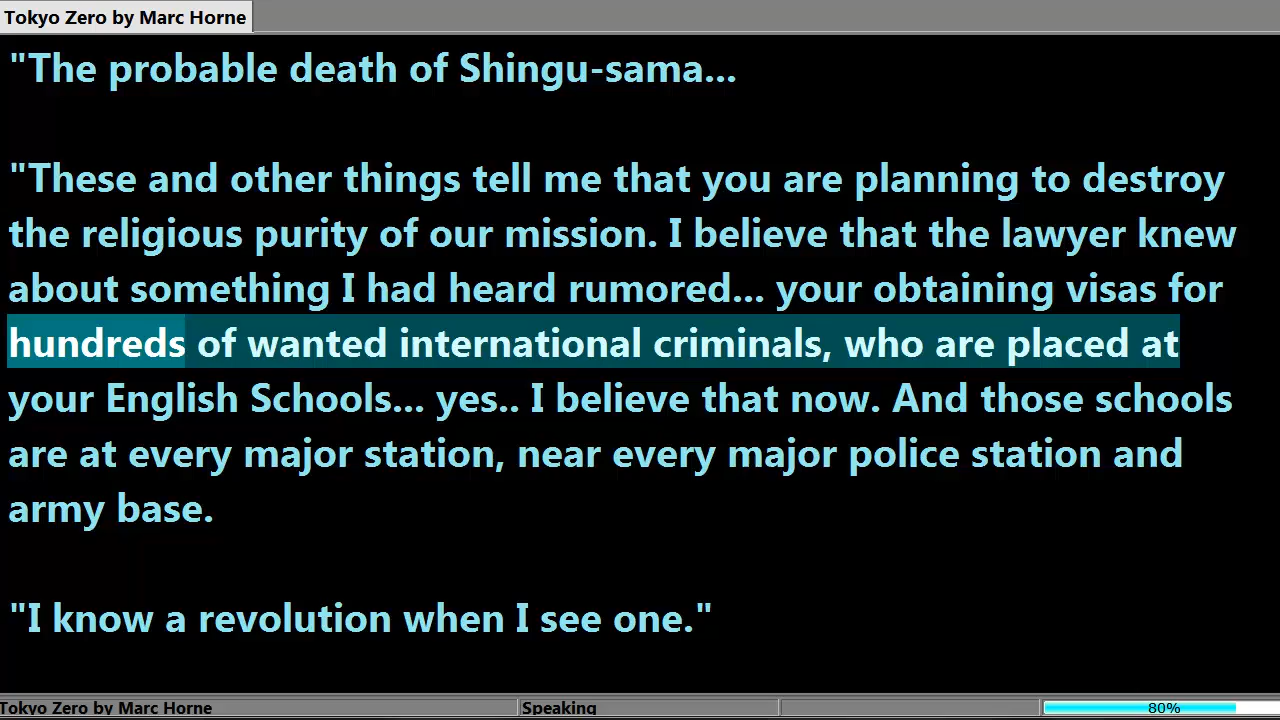 Tokyo Zero by Marc Horne
"The probable death of Shingu-sama...
"These and other things tell me that you are planning to destroy
the religious purity of our mission. I believe that the lawyer knew
about something I had heard rumored... your obtaining visas for
hundreds of wanted international criminals, who are placed at
your English Schools... yes.. I believe that now. And those schools
are at every major station, near every major police station and
army base.
"I know a revolution when I see one."
Tokyo Zero by Marc Horne
Speaking
80%